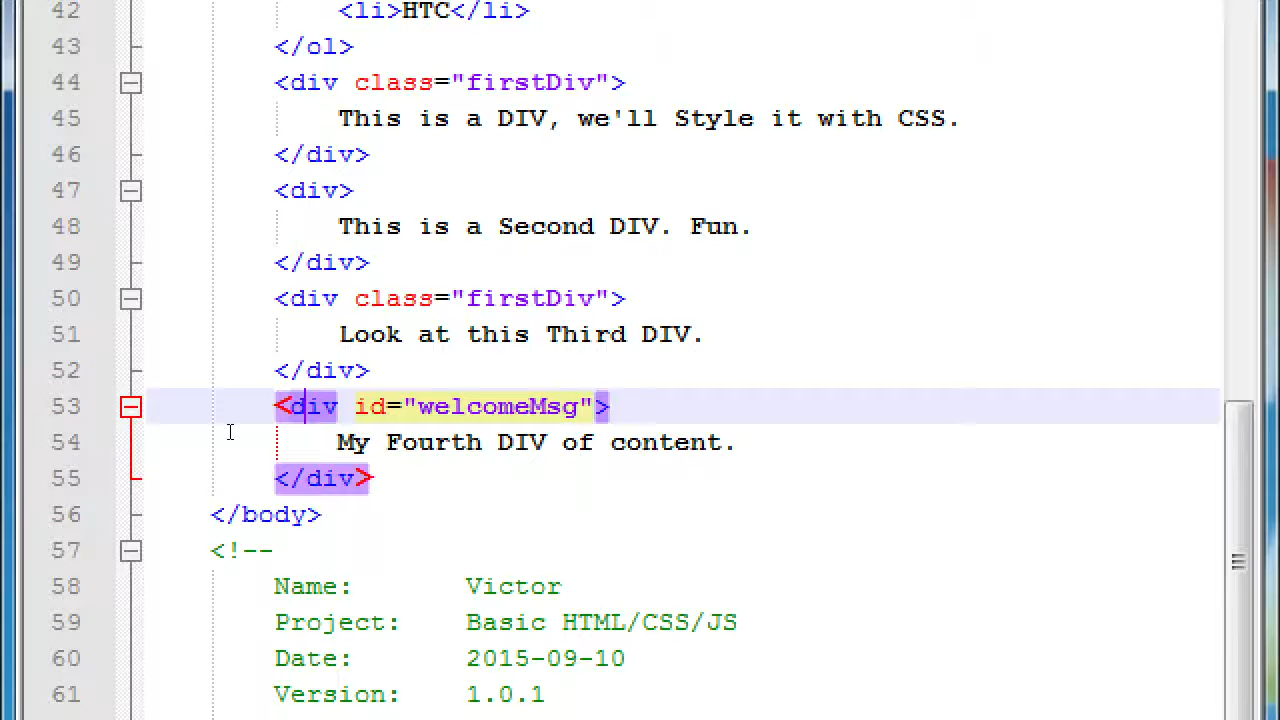 42 <li>HTC</li>
43 </ol>
44 <div class="firstDiv">
45 This is a DIV, we'll Style it with CSS.
46 </div>
47 <div>
48 This is a Second DIV. Fun.
49 </div>
50 <div class="firstDiv">
51 Look at this Third DIV.
52 </div>
53 <div id="welcomeMsg">
54 My Fourth DIV of content.
55 </div>
56 </body>
57 <!--
58 Name: Victor
59 Project: Basic HTML/CSS/JS
60 Date: 2015-09-10
61 Version: 1.0.1